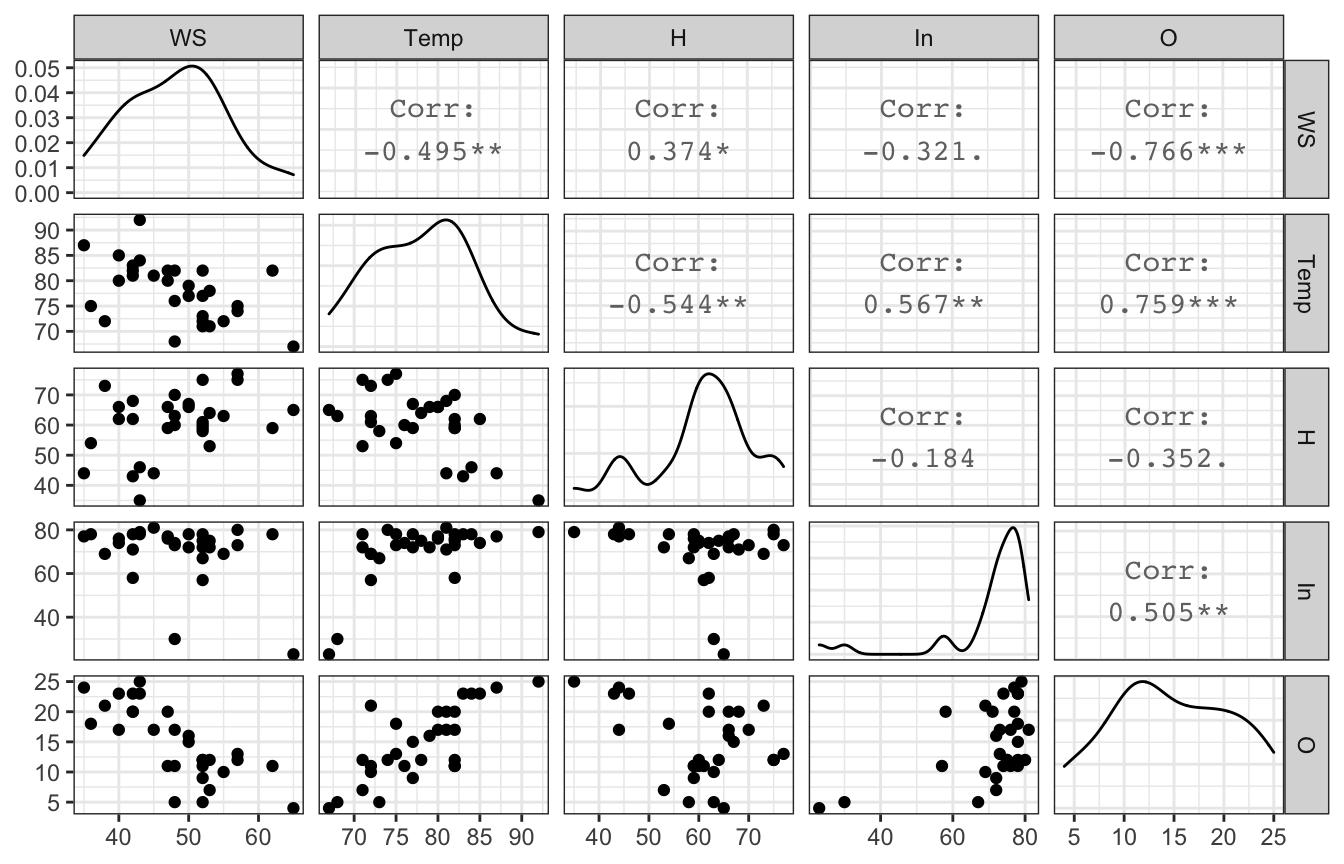 WS Temp H In O
0.05
0.04
0.03
0.02
0.01
0.00
Corr:
-0.495**
Corr:
0.374*
Corr:
-0.321.
Corr:
-0.766***
WS
90
85
80
75
70
Corr:
-0.544**
Corr:
0.567**
Corr:
0.759***
Temp
70
60
50
40
Corr:
-0.184
Corr:
-0.352.
H
80
60
40
Corr:
0.505**
In
25
20
15
10
5
O
40 50 60 70 75 80 85 90 40 50 60 70 40 60 80 5 10 15 20 25